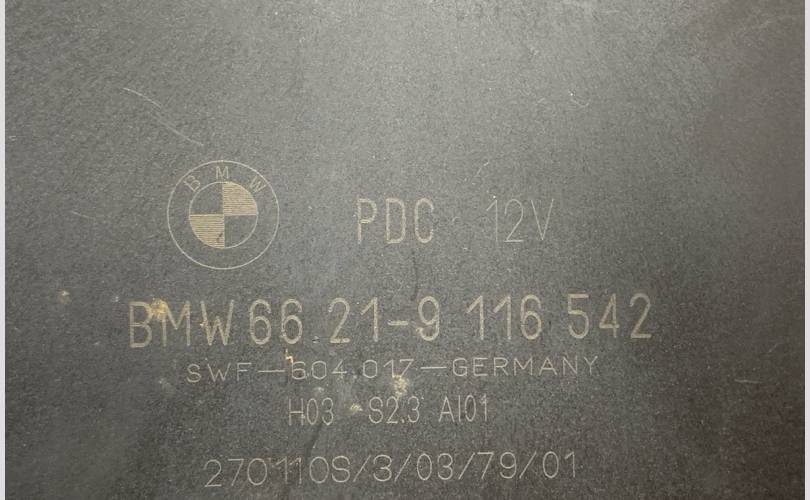 BMW
PDC 12V
BMW 66 21-9 116 542
SWF-604.017-GERMANY
H03 S2.3 AI01
270110S/3/03/79/01